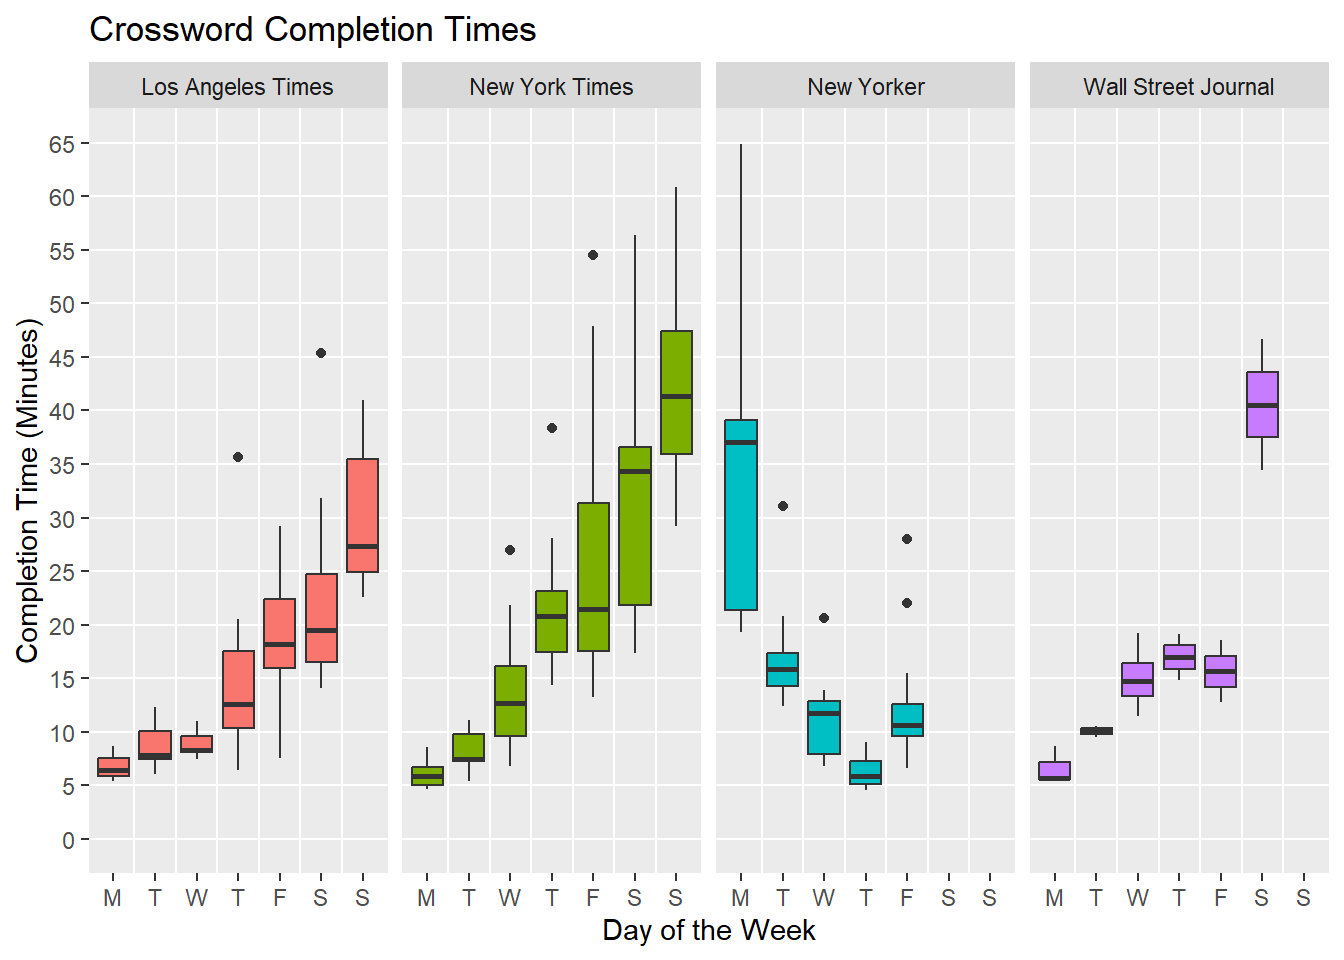 Crossword Completion Times
Los Angeles Times New York Times New Yorker Wall Street Journal
Completion Time (Minutes)
65
60
55
50
45
40
35
30
25
20
15
10
5
0
M T W T F S S M T W T F S S M T W T F S S M T W T F S S
Day of the Week